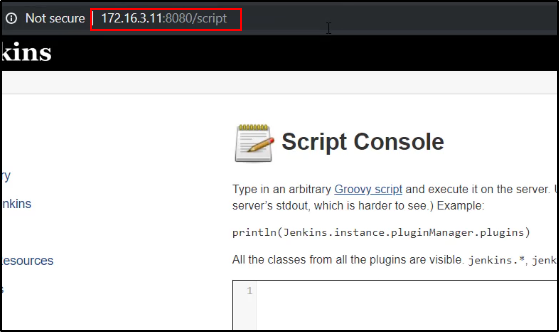 Not secure 172.16.3.11:8080/script
kins
Script Console
ry
Type in an arbitrary Groovy script and execute it on the server.
nkins
server's stdout, which is harder to see.) Example:
println(Jenkins.instance.pluginManager.plugins)
esources
All the classes from all the plugins are visible. jenkins.*, jenk
s
1